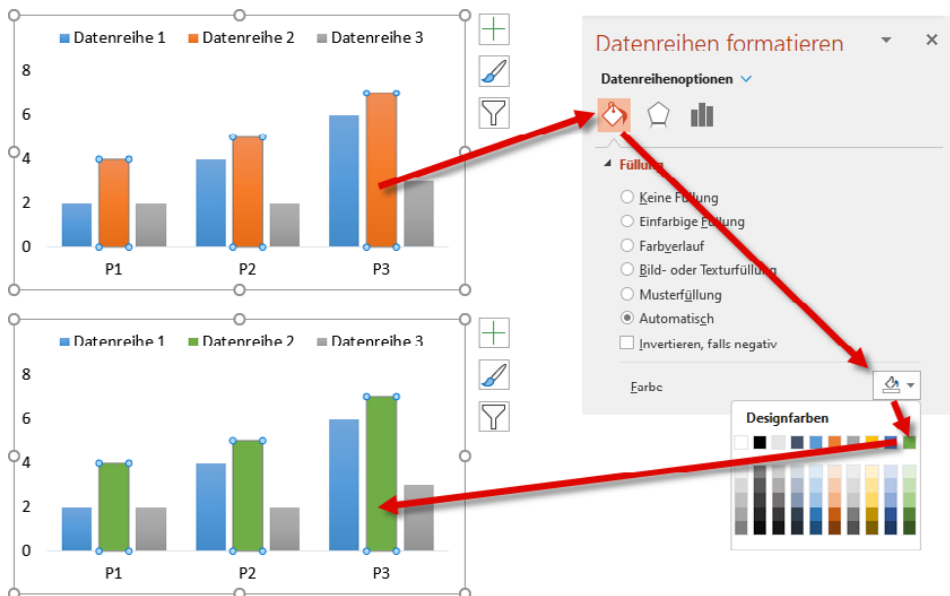 Datenreihe 1 Datenreihe 2 Datenreihe 3
8
6
4
2
0
P1 P2 P3
Datenreihe 1 Datenreihe 2 Datenreihe 3
8
6
4
2
0
P1 P2 P3
Datenreihen formatieren
Datenreihenoptionen
Füllung
Keine Füllung
Einfarbige Füllung
Farbverlauf
Bild- oder Texturfüllung
Musterfüllung
Automatisch
Invertieren, falls negativ
Farbe
Designfarben